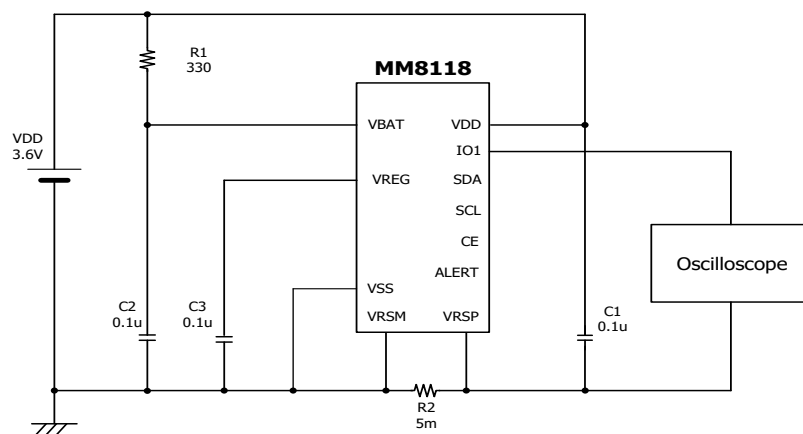 R1
330
MM8118
VBAT
VDD
VDD
3.6V
IO1
VREG
SDA
SCL
CE
Oscilloscope
ALERT
VSS
C2
0.1u
C3
0.1u
VRSM
VRSP
C1
0.1u
R2
5m